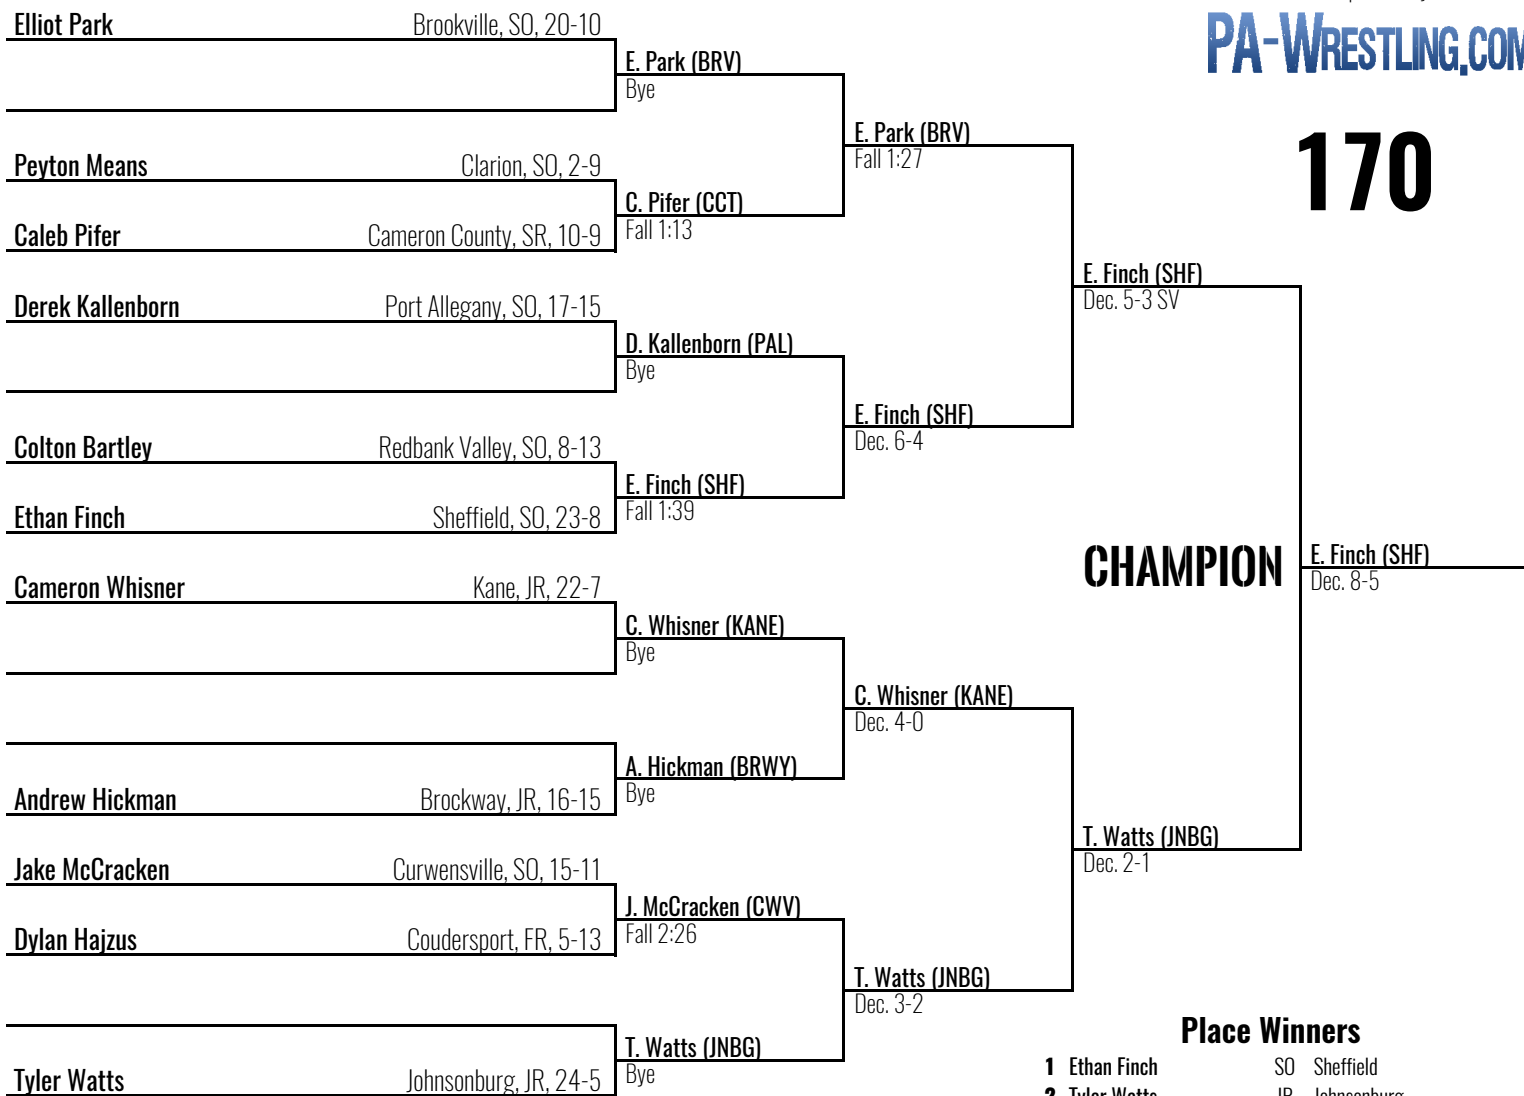 PA-WRESTLING.COM
170
Elliot Park Brookville, SO, 20-10
E. Park (BRV)
Bye
E. Park (BRV)
Fall 1:27
Peyton Means Clarion, SO, 2-9
C. Pifer (CCT)
Fall 1:13
Caleb Pifer Cameron County, SR, 10-9
E. Finch (SHF)
Dec. 5-3 SV
Derek Kallenborn Port Allegany, SO, 17-15
D. Kallenborn (PAL)
Bye
E. Finch (SHF)
Dec. 6-4
Colton Bartley Redbank Valley, SO, 8-13
E. Finch (SHF)
Fall 1:39
Ethan Finch Sheffield, SO, 23-8
CHAMPION E. Finch (SHF)
Dec. 8-5
Cameron Whisner Kane, JR, 22-7
C. Whisner (KANE)
Bye
C. Whisner (KANE)
Dec. 4-0
A. Hickman (BRWY)
Bye
Andrew Hickman Brockway, JR, 16-15
T. Watts (JNBG)
Dec. 2-1
Jake McCracken Curwensville, SO, 15-11
J. McCracken (CWV)
Fall 2:26
Dylan Hajzus Coudersport, FR, 5-13
T. Watts (JNBG)
Dec. 3-2
T. Watts (JNBG)
Bye
Tyler Watts Johnsonburg, JR, 24-5
Place Winners
1 Ethan Finch SO Sheffield
2 Tyler Watts JR Johnsonburg